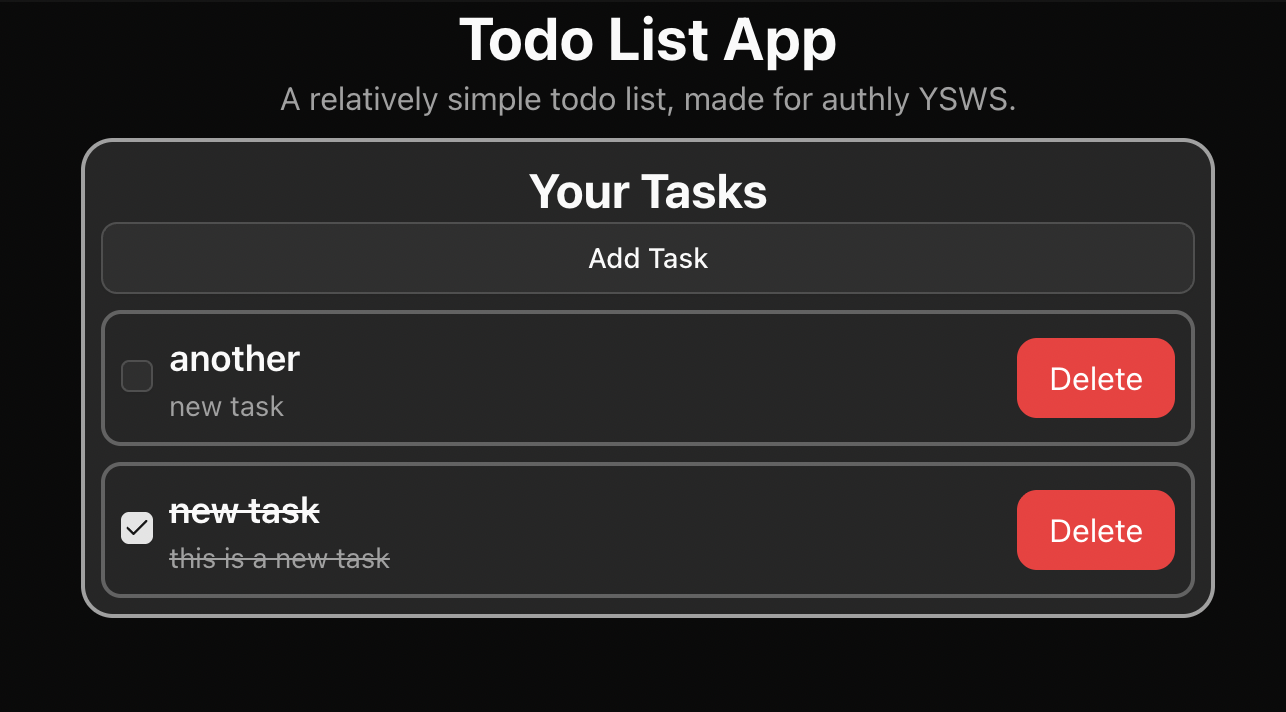 Todo List App
A relatively simple todo list, made for authly YSWS.
Your Tasks
Add Task
another
new task
Delete
new task
this is a new task
Delete